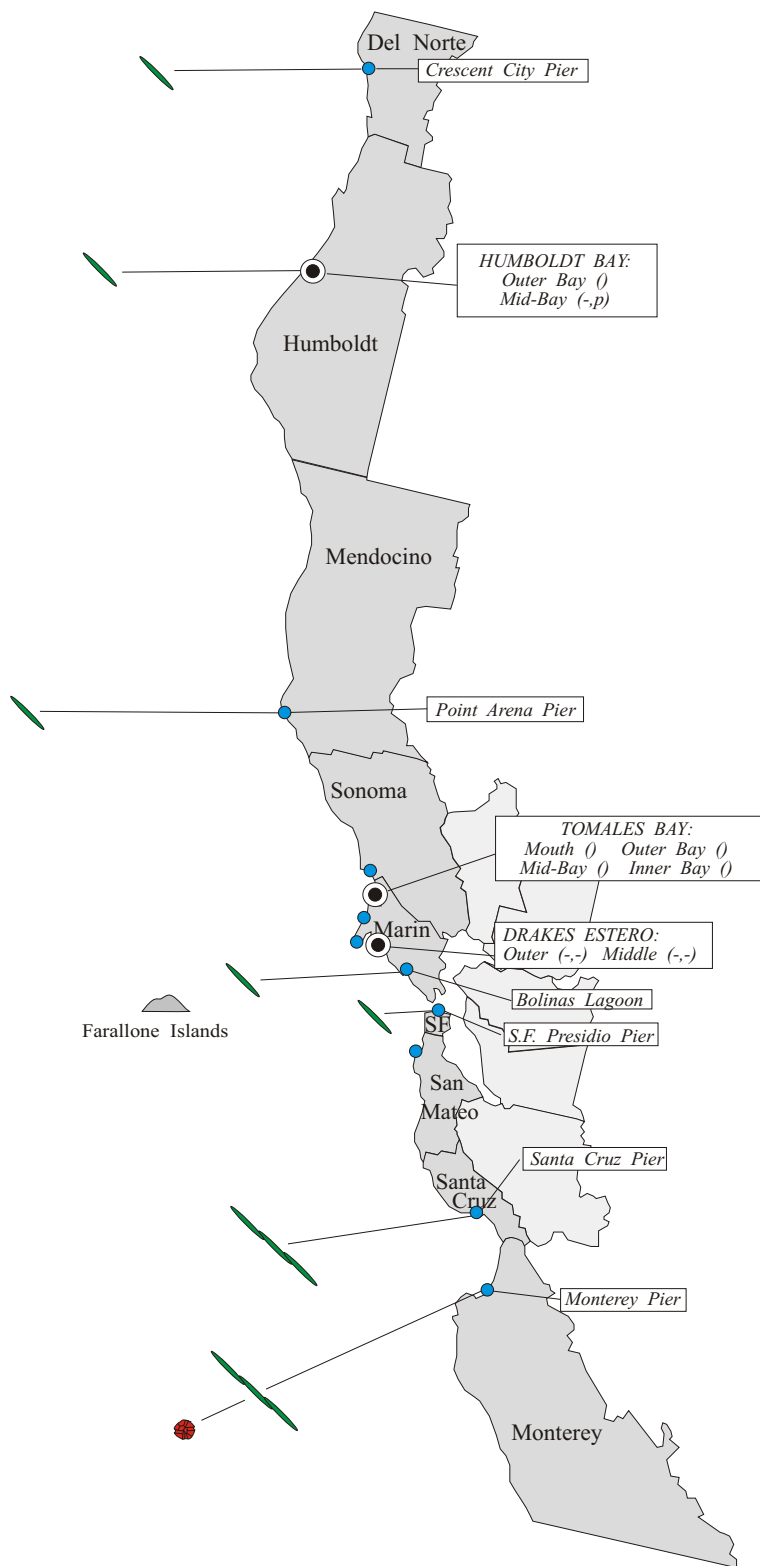 Del Norte
Crescent City Pier
HUMBOLDT BAY:
Outer Bay ()
Mid-Bay (-,p)
Humboldt
Mendocino
Point Arena Pier
Sonoma
TOMALES BAY:
Mouth () Outer Bay ()
Mid-Bay () Inner Bay ()
Marin
DRAKES ESTERO:
Outer (-,-) Middle (-,-)
Bolinas Lagoon
Farallone Islands
SF
S.F. Presidio Pier
San
Mateo
Santa Cruz Pier
Santa
Cruz
Monterey Pier
Monterey